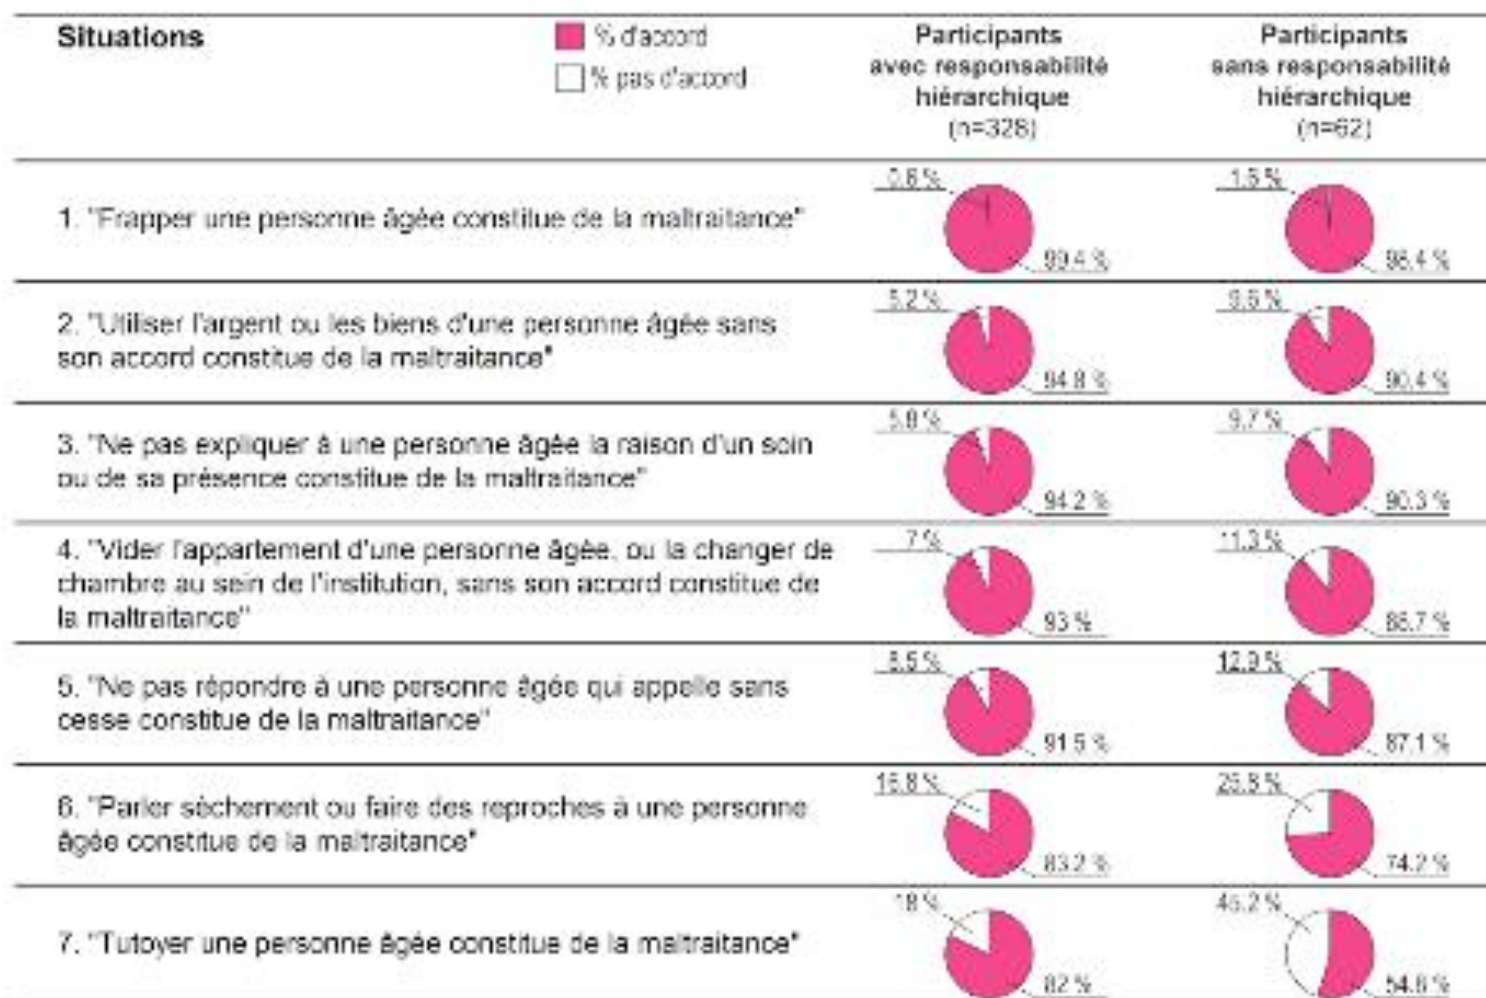 Situations
% d'accord
% pas d'accord
Participants
avec responsabilité
hiérarchique
(n=328)
Participants
sans responsabilité
hiérarchique
(n=62)
1. "Frapper une personne âgée constitue de la maltraitance"
0.6 %
99.4 %
1.6 %
98.4 %
2. "Utiliser l'argent ou les biens d'une personne âgée sans
son accord constitue de la maltraitance"
5.2 %
94.8 %
9.6 %
90.4 %
3. "Ne pas expliquer à une personne âgée la raison d'un soin
ou de sa présence constitue de la maltraitance"
5.8 %
94.2 %
9.7 %
90.3 %
4. "Vider l'appartement d'une personne âgée, ou la changer de
chambre au sein de l'institution, sans son accord constitue de
la maltraitance"
7 %
93 %
11.3 %
88.7 %
5. "Ne pas répondre à une personne âgée qui appelle sans
cesse constitue de la maltraitance"
8.5 %
91.5 %
12.9 %
87.1 %
6. "Parler sèchement ou faire des reproches à une personne
âgée constitue de la maltraitance"
16.8 %
83.2 %
25.8 %
74.2 %
7. "Tutoyer une personne âgée constitue de la maltraitance"
18 %
82 %
45.2 %
54.8 %